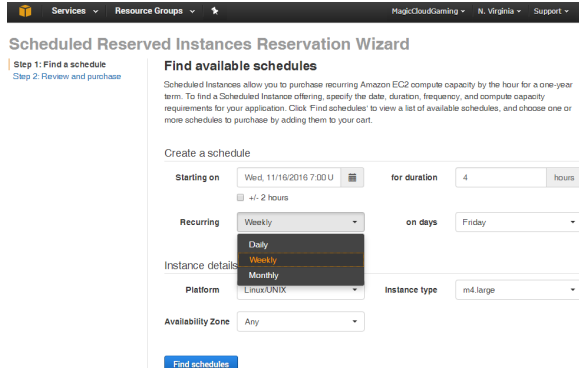 Services Resource Groups MagicCloudGaming N. Virginia Support
Scheduled Reserved Instances Reservation Wizard
Step 1: Find a schedule
Step 2: Review and purchase
Find available schedules
Scheduled Instances allow you to purchase recurring Amazon EC2 compute capacity by the hour for a one-year
term. To find a Scheduled Instance offering, specify the date, duration, frequency, and compute capacity
requirements for your application. Click 'Find schedules' to view a list of available schedules, and choose one or
more schedules to purchase by adding them to your cart.
Create a schedule
Starting on Wed, 11/16/2016 7:00 U for duration 4 hours
+/- 2 hours
Recurring Weekly on days Friday
Daily
Weekly
Monthly
Instance details
Platform Linux/UNIX Instance type m4.large
Availability Zone Any
Find schedules